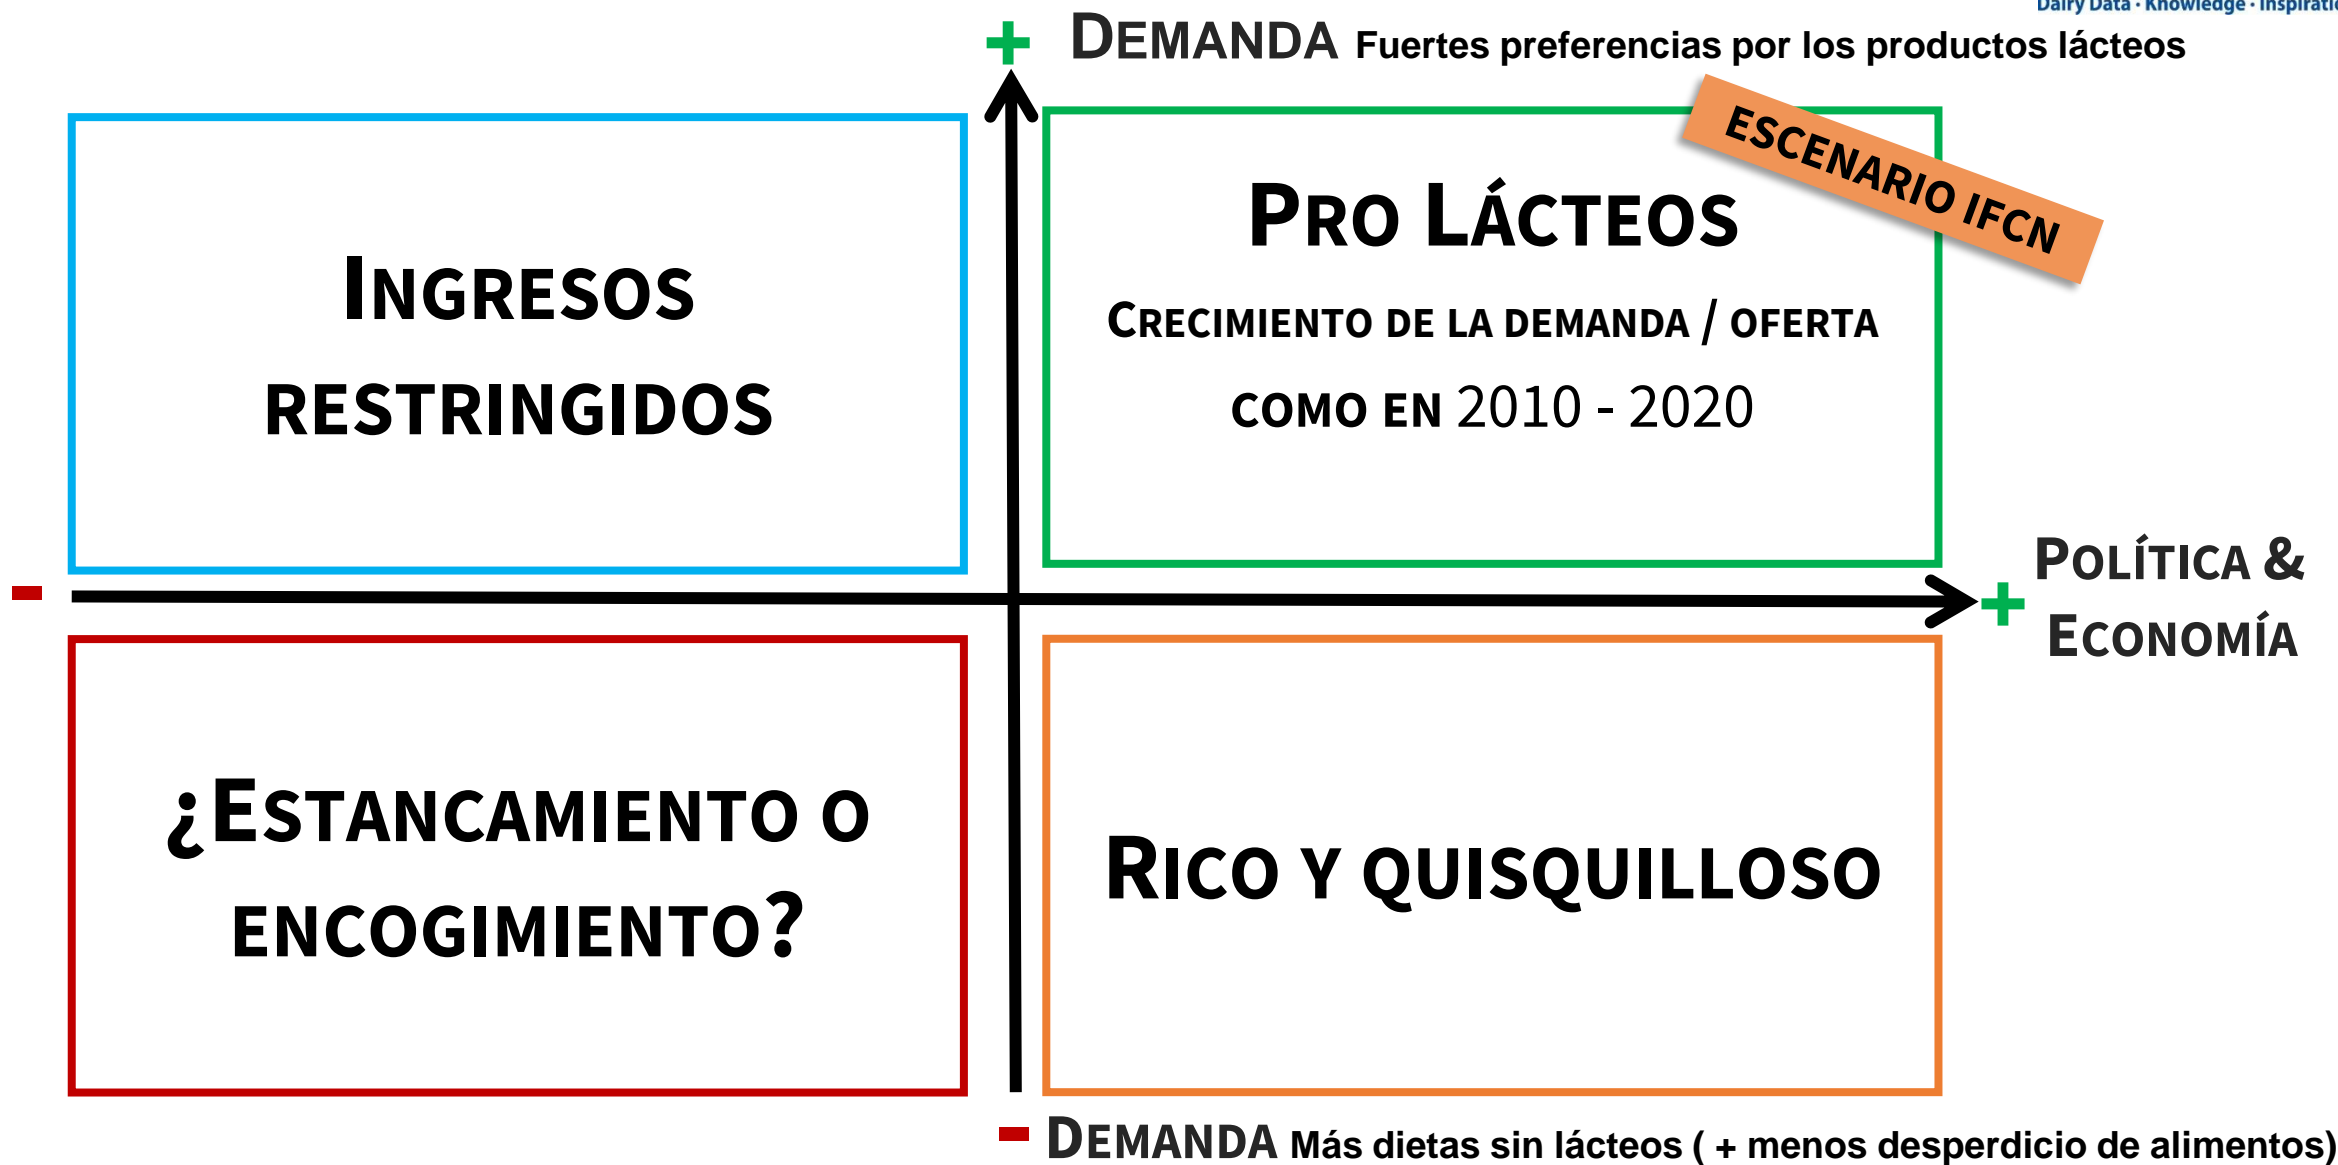 Dairy Data · Knowledge · Inspiratio
+ DEMANDA Fuertes preferencias por los productos lácteos
ESCENARIO IFCN
INGRESOS
RESTRINGIDOS
PRO LÁCTEOS
CRECIMIENTO DE LA DEMANDA / OFERTA
COMO EN 2010 - 2020
-
+
POLÍTICA &
ECONOMÍA
¿ESTANCAMIENTO O
ENCOGIMIENTO?
RICO Y QUISQUILLOSO
- DEMANDA Más dietas sin lácteos ( + menos desperdicio de alimentos)